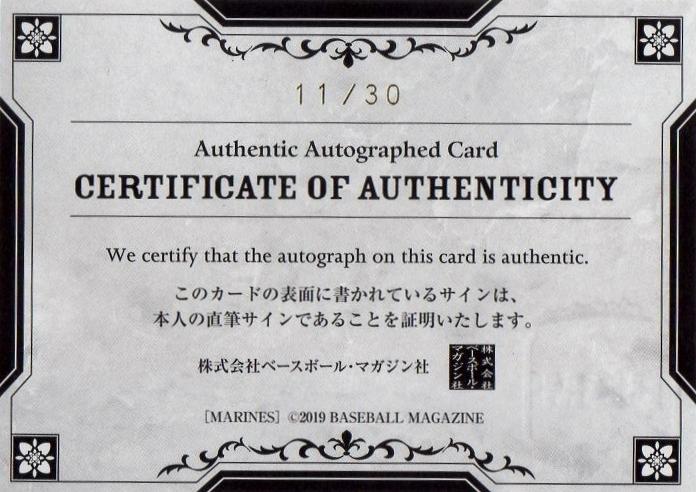 11/30
Authentic Autographed Card
CERTIFICATE OF AUTHENTICITY
We certify that the autograph on this card is authentic.
このカードの表面に書かれているサインは、
本人の直筆サインであることを証明いたします。
株式会社ベースボール・マガジン社
株式会社
ベースボール・
マガジン社
[MARINES] ©2019 BASEBALL MAGAZINE